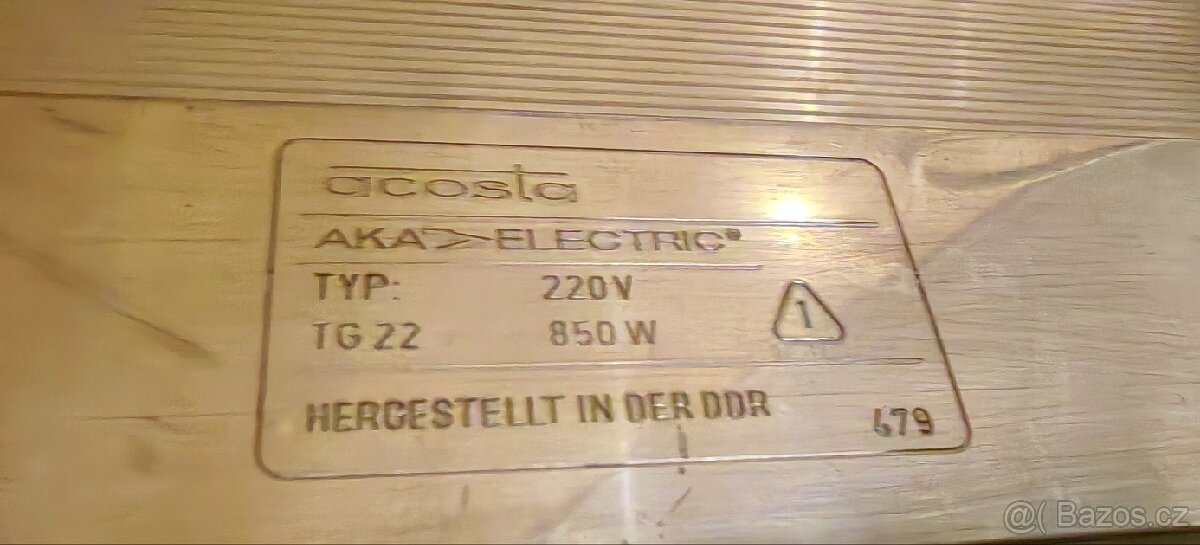 acosta
AKA ELECTRIC®
TYP: 220V
TG 22 850 W
1
HERGESTELLT IN DER DDR
479
@( Bazos.cz